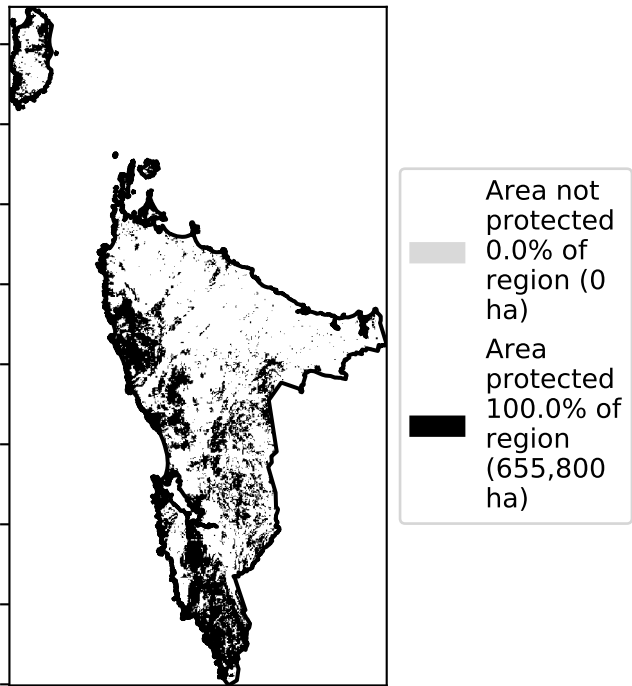 Area not
protected
0.0% of
region (0
ha)
Area
protected
100.0% of
region
(655,800
ha)